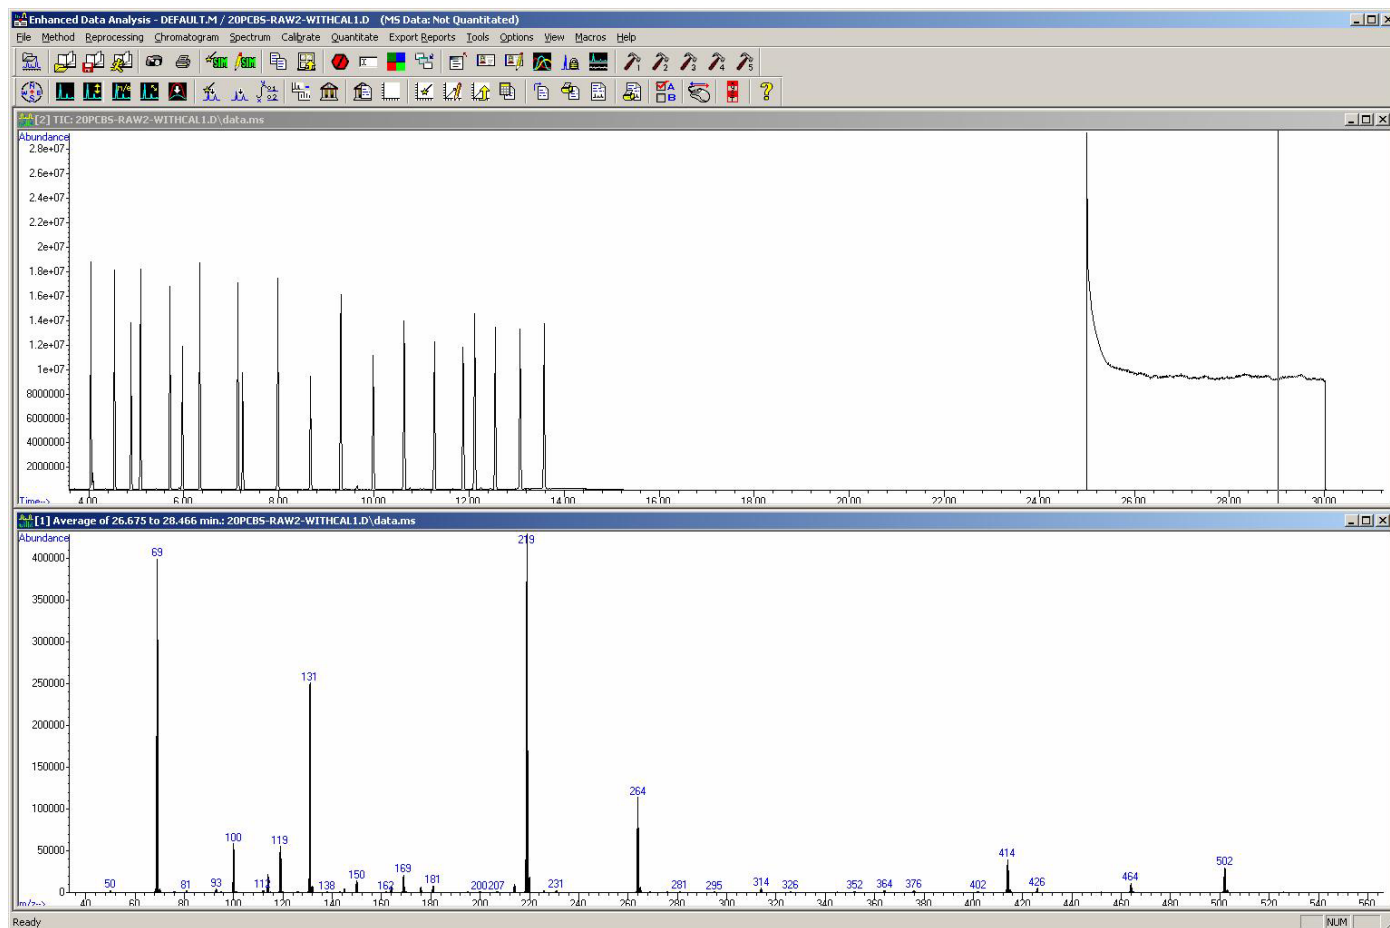 Enhanced Data Analysis - DEFAULT.M / 20PCBS-RAW2-WITHCAL1.D (MS Data: Not Quantitated)
File Method Reprocessing Chromatogram Spectrum Calibrate Quantitate Export Reports Tools Options View Macros Help
[2] TIC: 20PCBS-RAW2-WITHCAL1.D\data.ms
Abundance
2.8e+07
2.6e+07
2.4e+07
2.2e+07
2e+07
1.8e+07
1.6e+07
1.4e+07
1.2e+07
1e+07
8000000
6000000
4000000
2000000
Time--> 4.00 6.00 8.00 10.00 12.00 14.00 16.00 18.00 20.00 22.00 24.00 26.00 28.00 30.00
[1] Average of 26.675 to 28.466 min.: 20PCBS-RAW2-WITHCAL1.D\data.ms
Abundance
219
69
400000
350000
300000
131
250000
200000
150000
264
100000
100 119
50000
414
502
50 81 93 112 138 150 162 169 181 200 207 231 281 295 314 326 352 364 376 402 426 464
0
m/z--> 40 60 80 100 120 140 160 180 200 220 240 260 280 300 320 340 360 380 400 420 440 460 480 500 520 540 560
Ready NUM